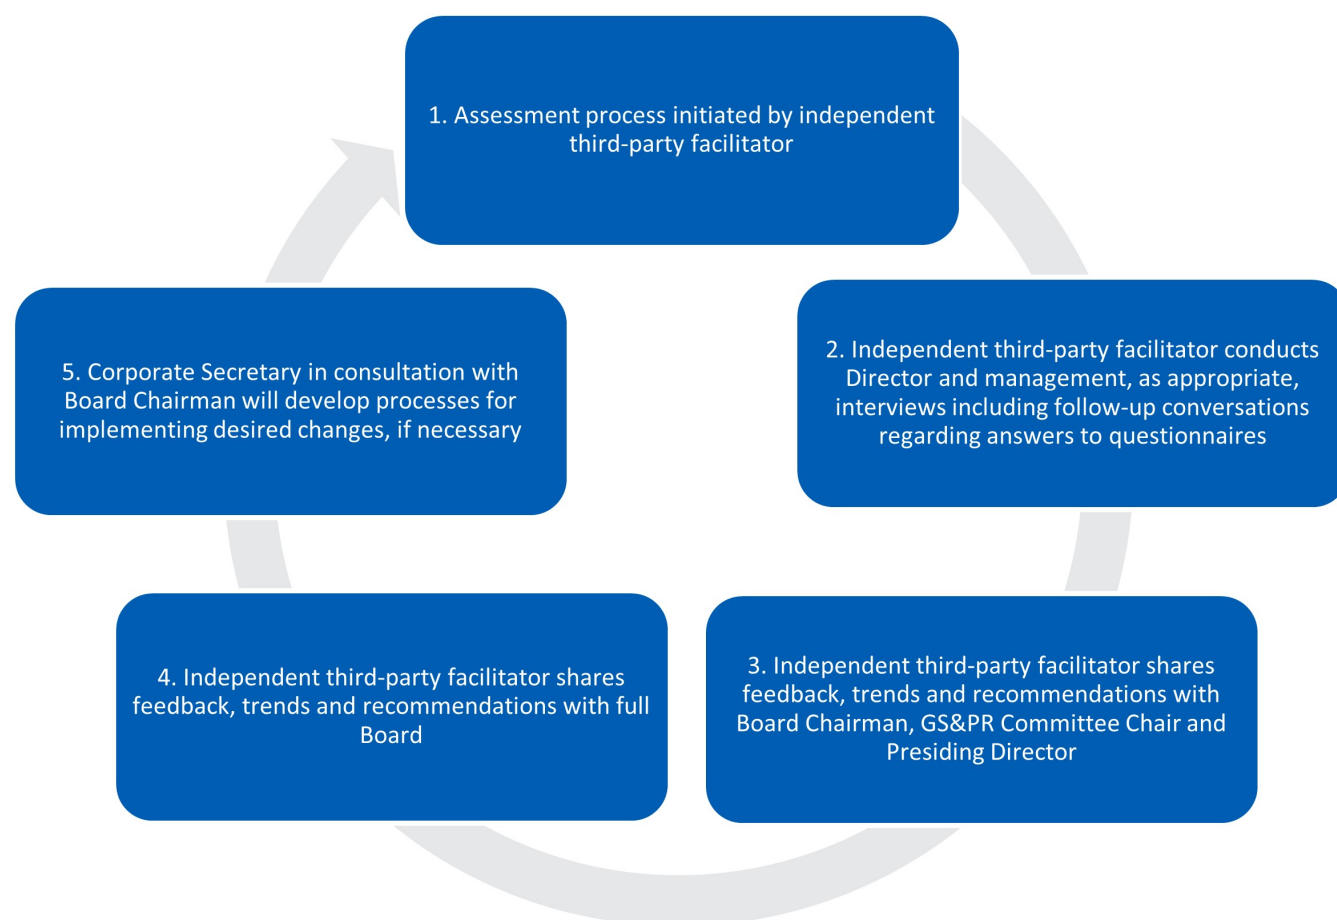 1. Assessment process initiated by independent
third-party facilitator
2. Independent third-party facilitator conducts
Director and management, as appropriate,
interviews including follow-up conversations
regarding answers to questionnaires
3. Independent third-party facilitator shares
feedback, trends and recommendations with
Board Chairman, GS&PR Committee Chair and
Presiding Director
4. Independent third-party facilitator shares
feedback, trends and recommendations with full
Board
5. Corporate Secretary in consultation with
Board Chairman will develop processes for
implementing desired changes, if necessary